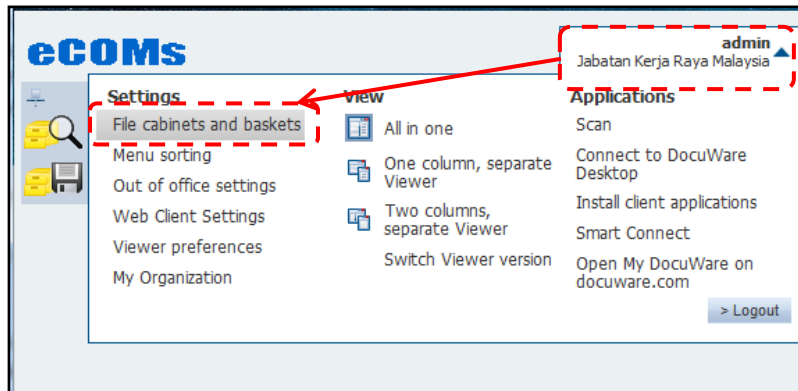 eCOMs
admin
Jabatan Kerja Raya Malaysia
Settings
File cabinets and baskets
Menu sorting
Out of office settings
Web Client Settings
Viewer preferences
My Organization
View
All in one
One column, separate
Viewer
Two columns,
separate Viewer
Switch Viewer version
Applications
Scan
Connect to DocuWare
Desktop
Install client applications
Smart Connect
Open My DocuWare on
docuware.com
> Logout